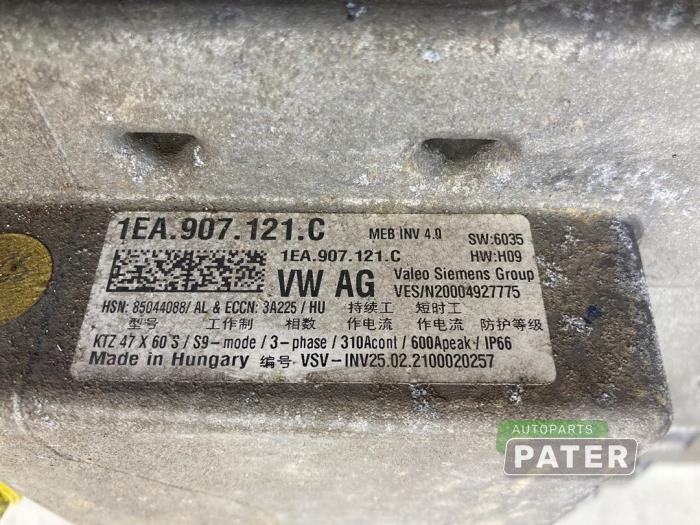 1EA.907.121.C MEB INV 4.0 SW:6035
1EA.907.121.C HW:H09
VW AG Valeo Siemens Group
VES/N20004927775
HSN: 85044088/ AL & ECCN: 3A225 / HU 持续工 短时工
型号 工作制 相数 作电流 作电流 防护等级
KTZ 47 X 60 S / S9-mode / 3-phase / 310Acont / 600Apeak / IP66
Made in Hungary 编号 VSV-INV25.02.2100020257
AUTOPARTS
PATER